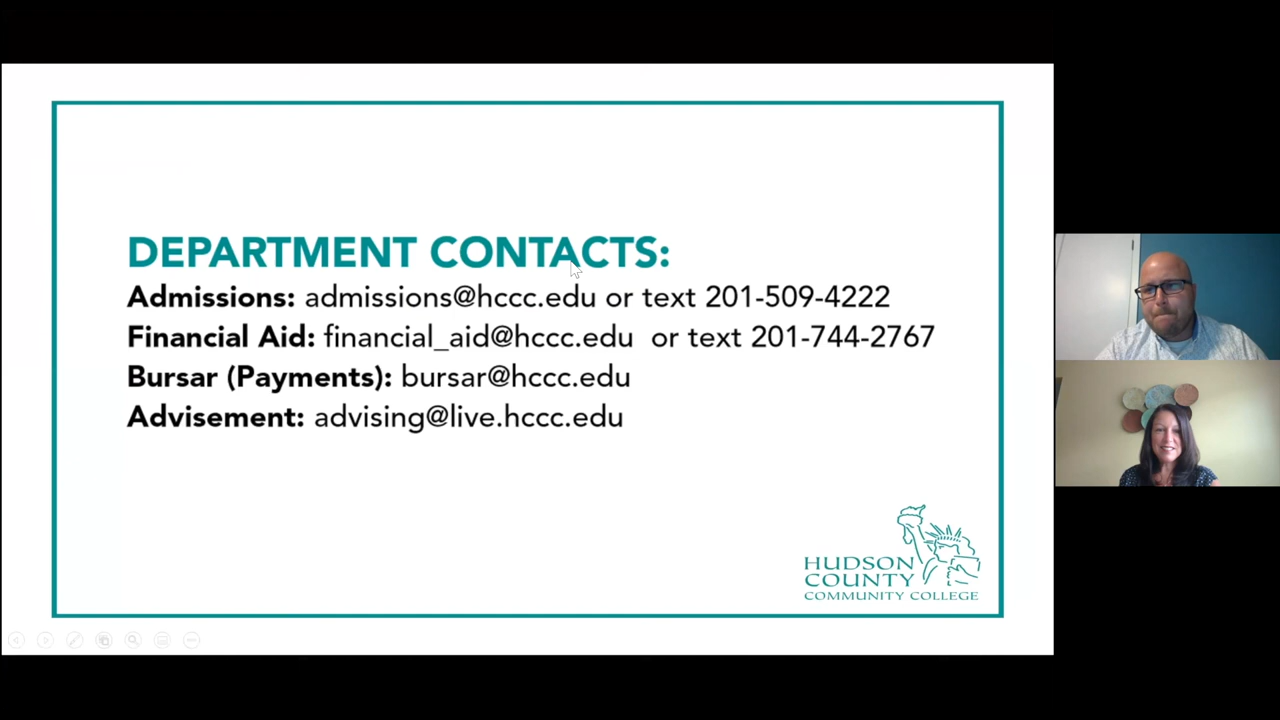 DEPARTMENT CONTACTS:
Admissions: admissions@hccc.edu or text 201-509-4222
Financial Aid: financial_aid@hccc.edu or text 201-744-2767
Bursar (Payments): bursar@hccc.edu
Advisement: advising@live.hccc.edu
HUDSON
COUNTY
COMMUNITY COLLEGE